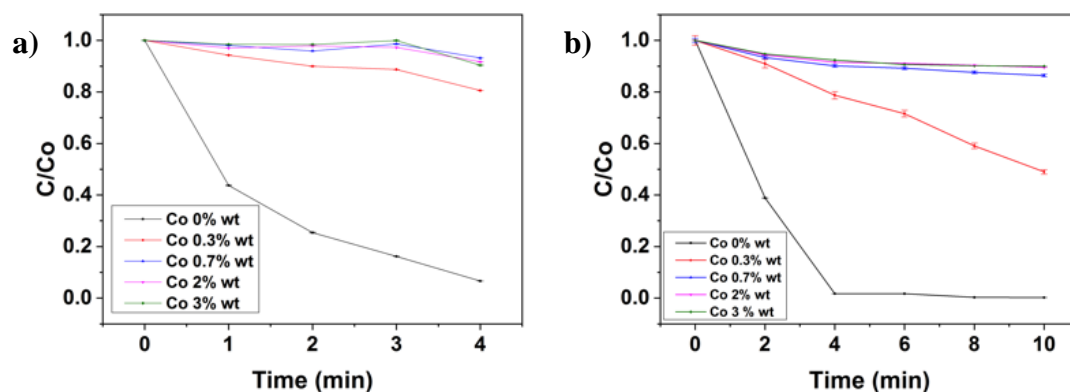 a)
C/Co
1.0
0.8
0.6
0.4
0.2
0.0
Co 0% wt
Co 0.3% wt
Co 0.7% wt
Co 2% wt
Co 3% wt
0 1 2 3 4
Time (min)
b)
C/Co
1.0
0.8
0.6
0.4
0.2
0.0
Co 0% wt
Co 0.3% wt
Co 0.7% wt
Co 2% wt
Co 3 % wt
0 2 4 6 8 10
Time (min)